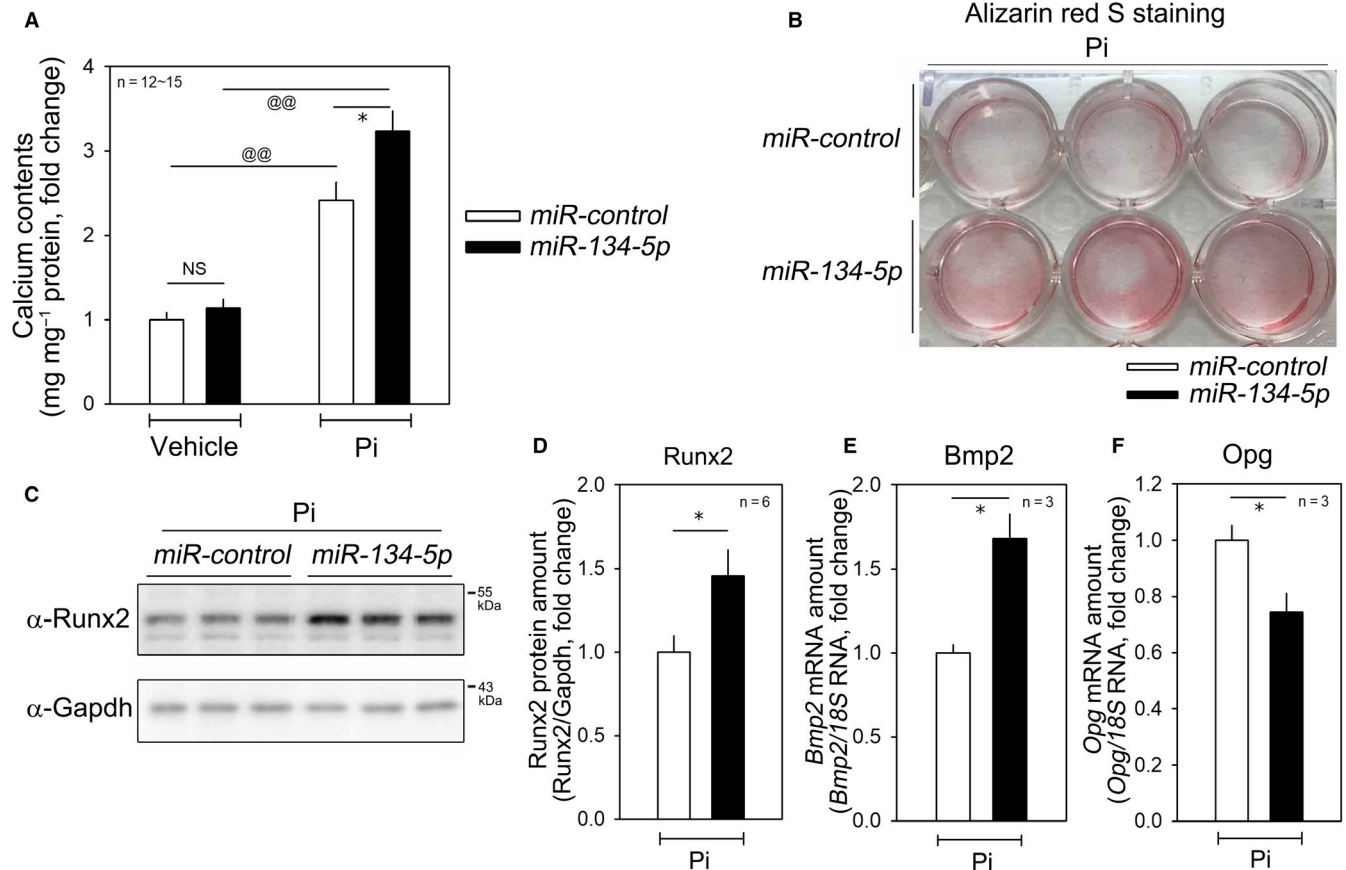 A
Calcium contents
(mg mg⁻¹ protein, fold change)
4
3
2
1
0
n = 12~15
@@
*
@@
NS
Vehicle
Pi
miR-control
miR-134-5p
B
Alizarin red S staining
Pi
miR-control
miR-134-5p
miR-control
miR-134-5p
C
Pi
miR-control miR-134-5p
α-Runx2
55
kDa
α-Gapdh
43
kDa
D
Runx2
Runx2 protein amount
(Runx2/Gapdh, fold change)
2.0
1.5
1.0
0.5
0.0
n = 6
*
Pi
E
Bmp2
Bmp2 mRNA amount
(Bmp2/18S RNA, fold change)
2.0
1.5
1.0
0.5
0.0
n = 3
*
Pi
F
Opg
Opg mRNA amount
(Opg/18S RNA, fold change)
1.2
1.0
0.8
0.6
0.4
0.2
0.0
n = 3
*
Pi